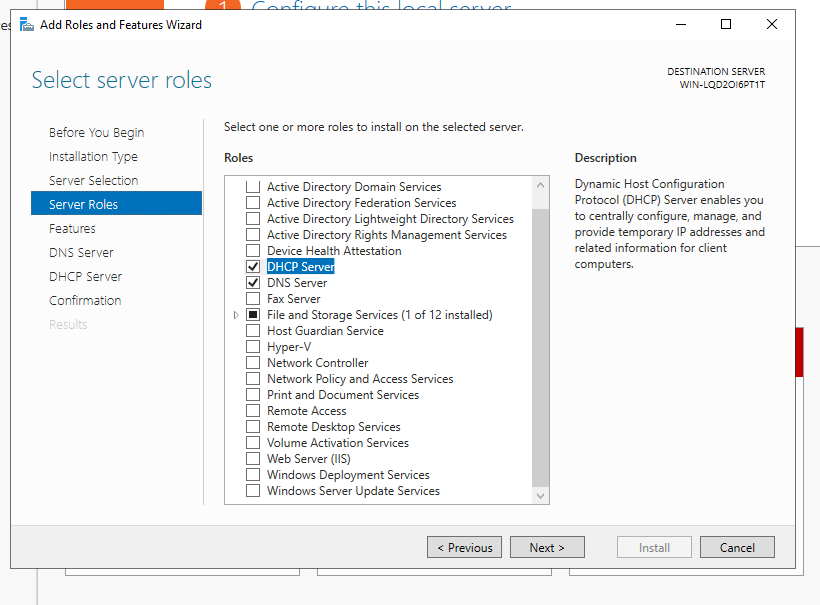 1 Configure this local server
es
Add Roles and Features Wizard
Select server roles
DESTINATION SERVER
WIN-LQD2OI6PT1T
Before You Begin
Installation Type
Server Selection
Server Roles
Features
DNS Server
DHCP Server
Confirmation
Results
Select one or more roles to install on the selected server.
Roles
Active Directory Domain Services
Active Directory Federation Services
Active Directory Lightweight Directory Services
Active Directory Rights Management Services
Device Health Attestation
DHCP Server
DNS Server
Fax Server
File and Storage Services (1 of 12 installed)
Host Guardian Service
Hyper-V
Network Controller
Network Policy and Access Services
Print and Document Services
Remote Access
Remote Desktop Services
Volume Activation Services
Web Server (IIS)
Windows Deployment Services
Windows Server Update Services
Description
Dynamic Host Configuration
Protocol (DHCP) Server enables you
to centrally configure, manage, and
provide temporary IP addresses and
related information for client
computers.
< Previous
Next >
Install
Cancel